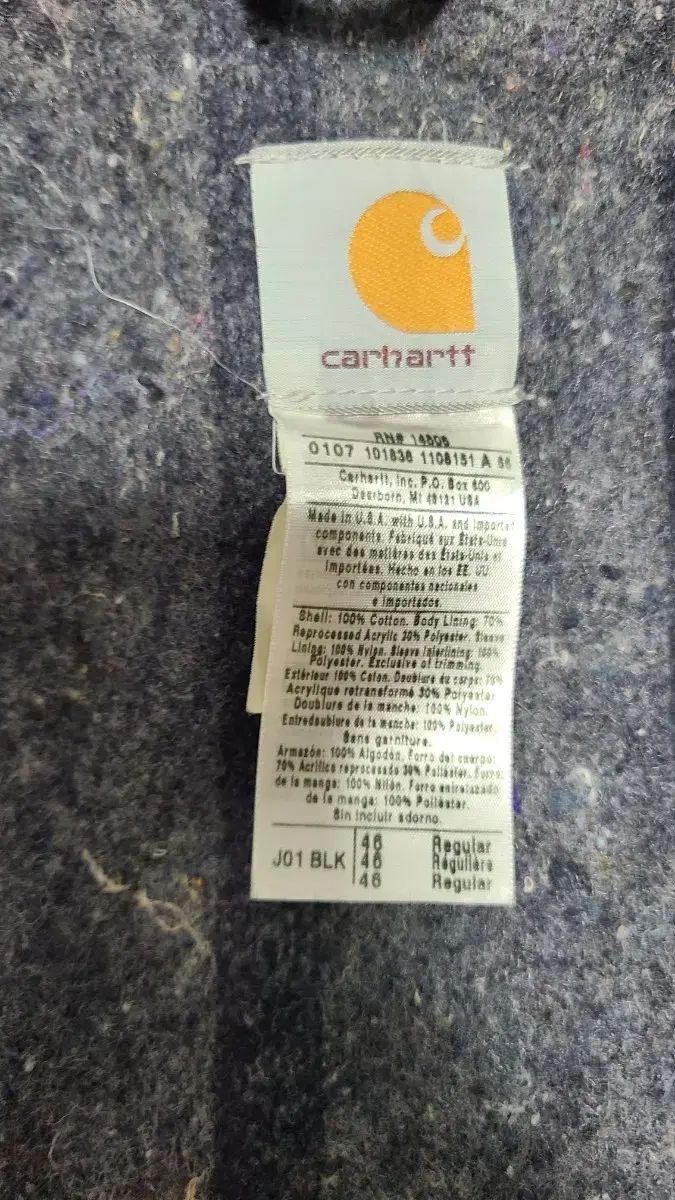 carhartt
RN# 14806
0107 101836 1108151 A
Carhartt, Inc. P.O. Box 600
Dearborn, MI 48121 USA
Made in U.S.A. with U.S.A. and Imported
components. Fabriqué aux États-Unis
avec des matières des États-Unis et
Importées. Hecho en los EE. UU.
con componentes nacionales
e importados.
Shell: 100% Cotton. Body Lining: 70%
Reprocessed Acrylic 30% Polyester. Sleeve
Lining: 100% Nylon. Sleeve Interlining: 100%
Polyester. Exclusive of trimming.
Extérieur 100% Coton. Doublure du corps: 70%
Acrylique retransformé 30% Polyester
Doublure de la manche: 100% Nylon.
Entredoublure de la manche: 100% Polyester.
Sans garniture.
Armazón: 100% Algodón. Forro del cuerpo:
70% Acrílico reprocesado 30% Poliéster. Forro
de la manga: 100% Nilón. Forro entrelazado
de la manga: 100% Poliéster.
Sin incluir adorno.
J01 BLK 46 Regular
46 Régulière
46 Regular